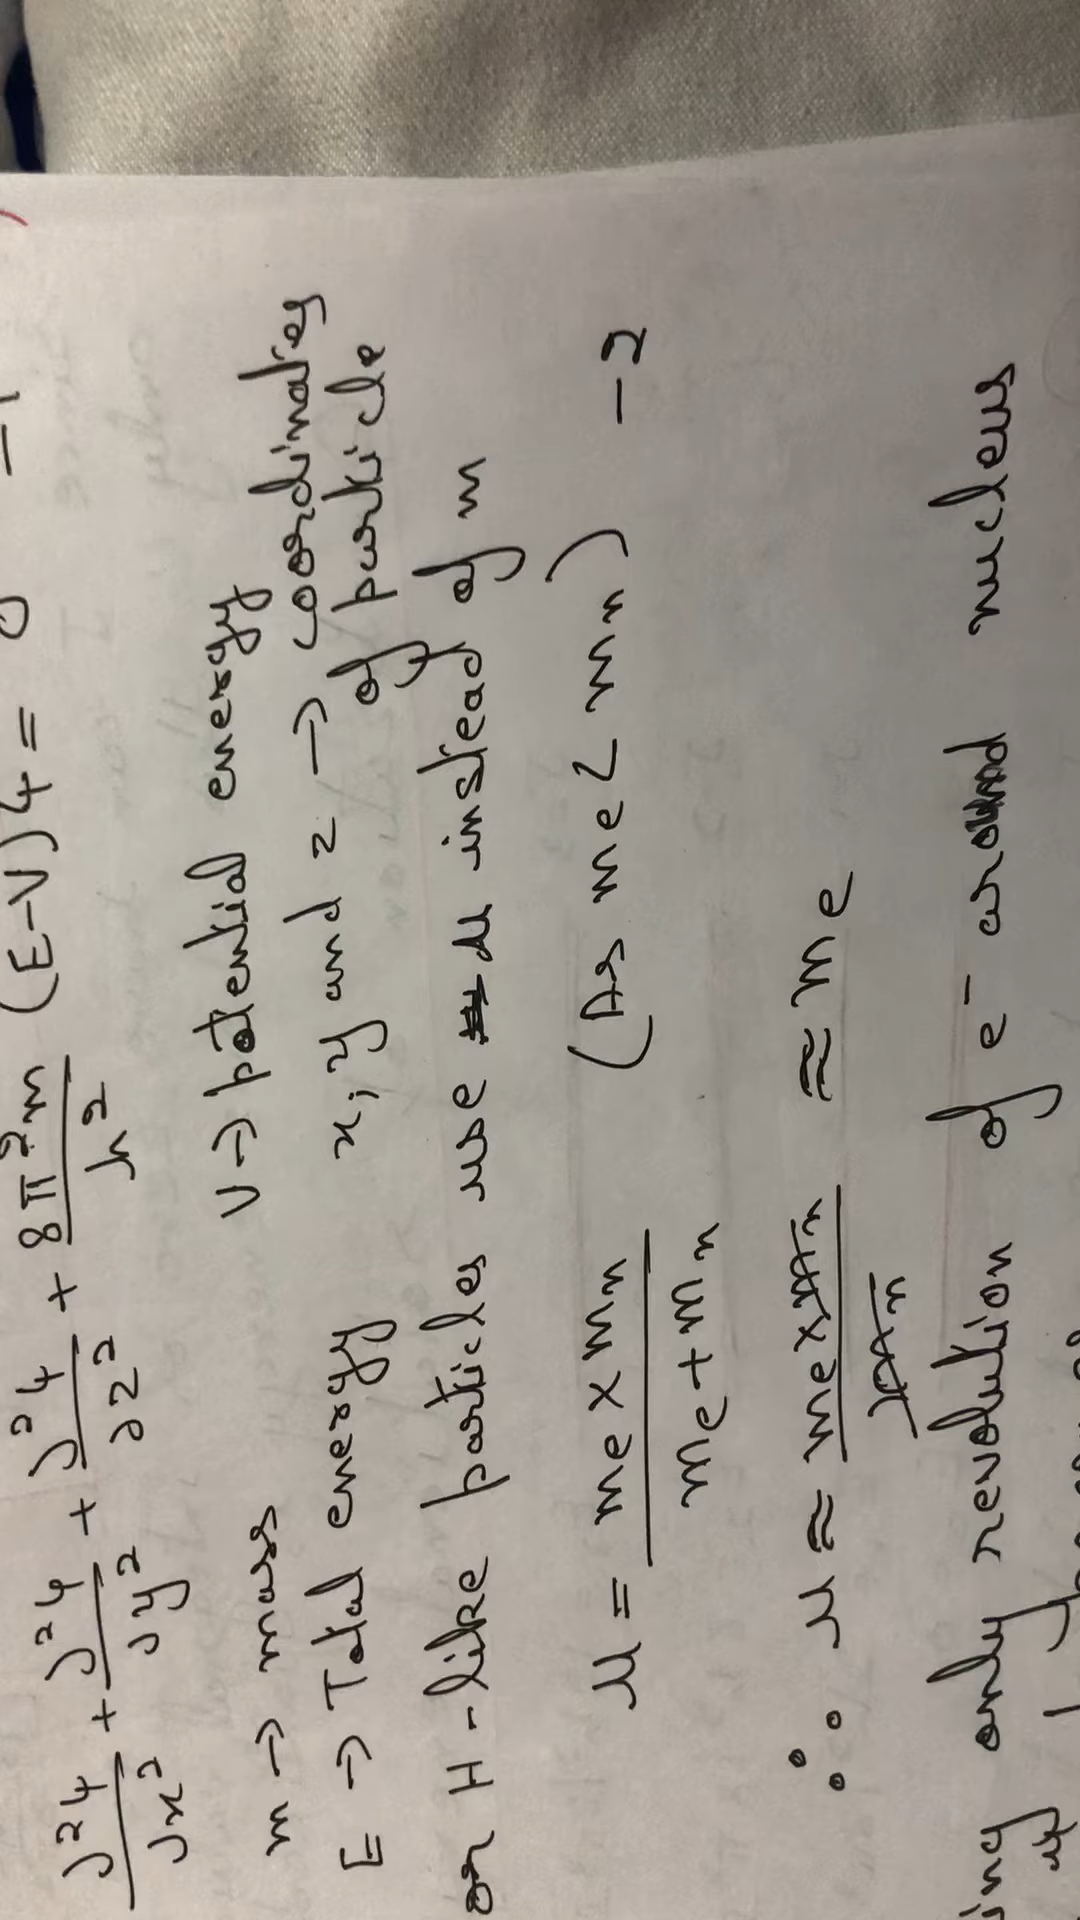 ∂²ψ/∂x² + ∂²ψ/∂y² + ∂²ψ/∂z² + 8π²m/h² (E-V)ψ = 0 -1
m → mass V → potential energy
E → Total energy x, y and z → coordinates
of particle
or H-like particles use μ instead of m
μ = me × mn / me + mn (As me < mn) -2
∴ μ ≈ me × mn / mn ≈ me
ing only revolution of e⁻ around nucleus